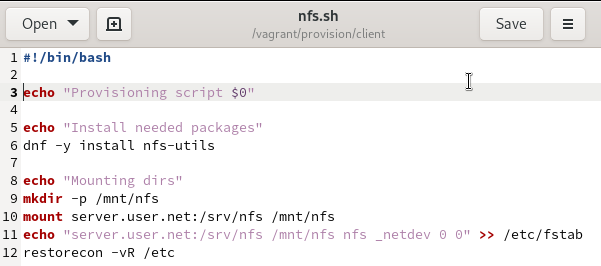 Open
nfs.sh
/vagrant/provision/client
Save
1 #!/bin/bash
2
3 echo "Provisioning script $0"
4
5 echo "Install needed packages"
6 dnf -y install nfs-utils
7
8 echo "Mounting dirs"
9 mkdir -p /mnt/nfs
10 mount server.user.net:/srv/nfs /mnt/nfs
11 echo "server.user.net:/srv/nfs /mnt/nfs nfs _netdev 0 0" >> /etc/fstab
12 restorecon -vR /etc